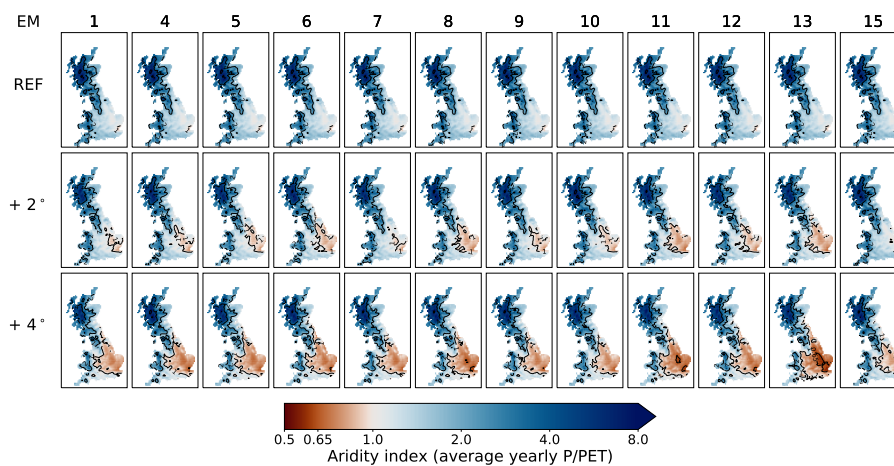 EM 1 4 5 6 7 8 9 10 11 12 13 15
REF
+ 2°
+ 4°
0.5 0.65 1.0 2.0 4.0 8.0
Aridity index (average yearly P/PET)